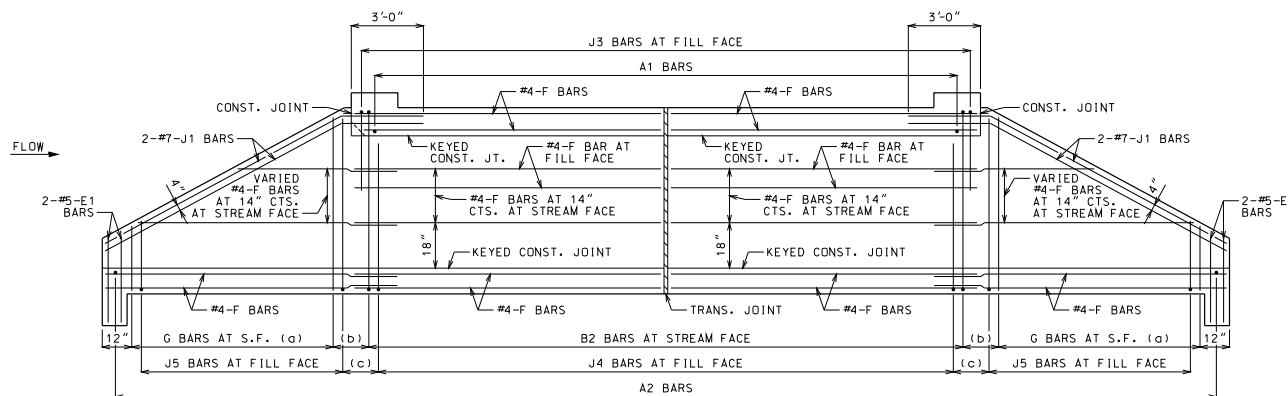 3'-0" 3'-0"
J3 BARS AT FILL FACE
A1 BARS
CONST. JOINT #4-F BARS #4-F BARS CONST. JOINT
2-#7-J1 BARS 2-#7-J1 BARS
FLOW
KEYED CONST. JT.
#4-F BAR AT FILL FACE
KEYED CONST. JT.
#4-F BAR AT FILL FACE
4" 4"
2-#5-E1 BARS
VARIED #4-F BARS AT 14" CTS. AT STREAM FACE
#4-F BARS AT 14" CTS. AT STREAM FACE
#4-F BARS AT 14" CTS. AT STREAM FACE
VARIED #4-F BARS AT 14" CTS. AT STREAM FACE
2-#5-E BARS
18" KEYED CONST. JOINT 18" KEYED CONST. JOINT
#4-F BARS #4-F BARS TRANS. JOINT #4-F BARS #4-F BARS
12" G BARS AT S.F. (a) (b) B2 BARS AT STREAM FACE (b) G BARS AT S.F. (a) 12"
J5 BARS AT FILL FACE (c) J4 BARS AT FILL FACE (c) J5 BARS AT FILL FACE
A2 BARS